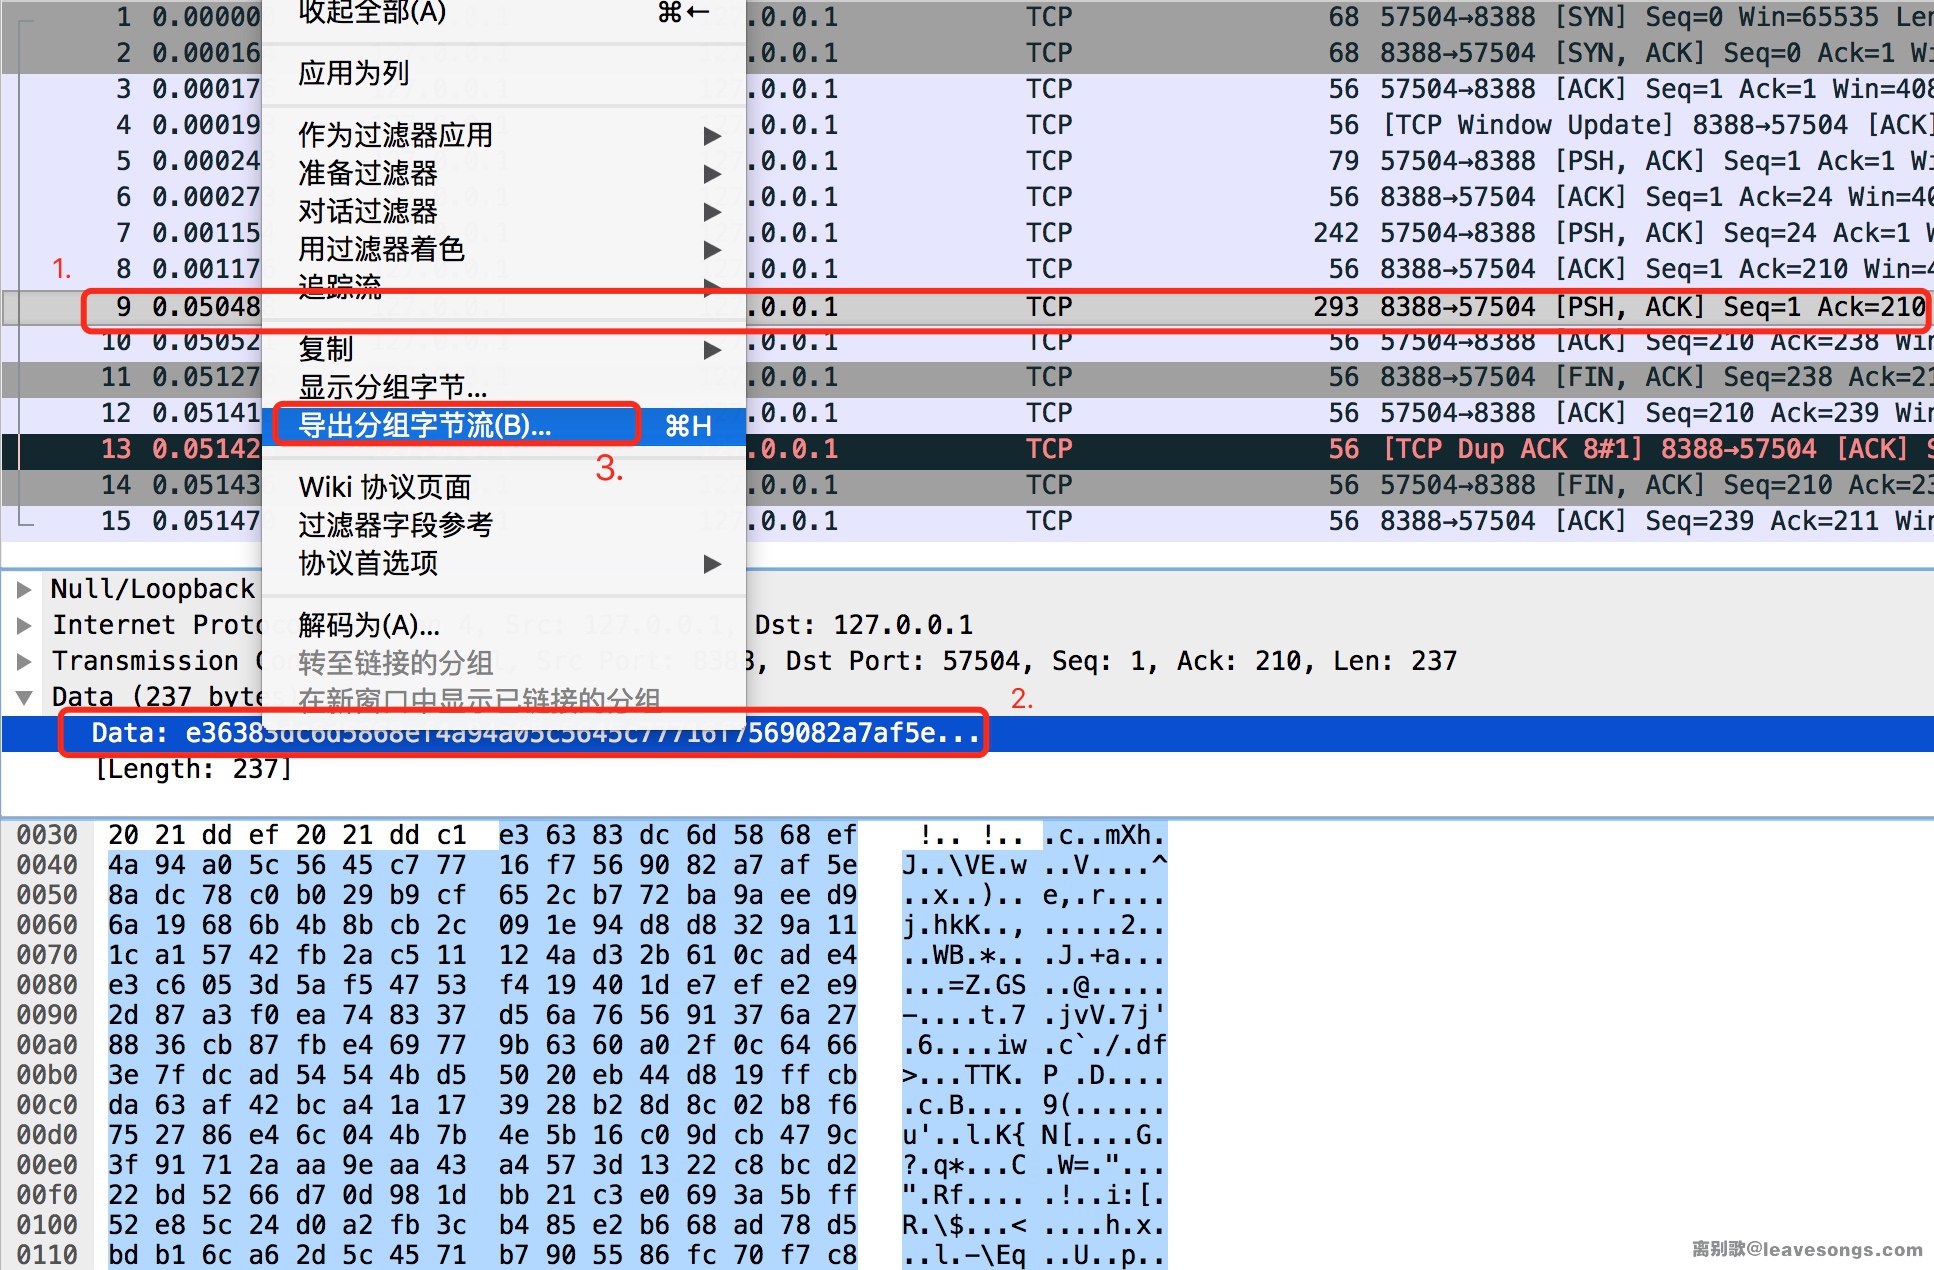 1 0.00000 .0.0.1 TCP 68 57504→8388 [SYN] Seq=0 Win=65535 Len
2 0.00016 .0.0.1 TCP 68 8388→57504 [SYN, ACK] Seq=0 Ack=1 Wi
3 0.00017 .0.0.1 TCP 56 57504→8388 [ACK] Seq=1 Ack=1 Win=408
4 0.00019 .0.0.1 TCP 56 [TCP Window Update] 8388→57504 [ACK]
5 0.00024 .0.0.1 TCP 79 57504→8388 [PSH, ACK] Seq=1 Ack=1 Wi
6 0.00027 .0.0.1 TCP 56 8388→57504 [ACK] Seq=1 Ack=24 Win=40
7 0.00115 .0.0.1 TCP 242 57504→8388 [PSH, ACK] Seq=24 Ack=1 W
1. 8 0.00117 .0.0.1 TCP 56 8388→57504 [ACK] Seq=1 Ack=210 Win=4
9 0.05048 .0.0.1 TCP 293 8388→57504 [PSH, ACK] Seq=1 Ack=210
10 0.05052 .0.0.1 TCP 56 57504→8388 [ACK] Seq=210 Ack=238 Win
11 0.05127 .0.0.1 TCP 56 8388→57504 [FIN, ACK] Seq=238 Ack=21
12 0.05141 .0.0.1 TCP 56 57504→8388 [ACK] Seq=210 Ack=239 Win
13 0.05142 .0.0.1 TCP 56 [TCP Dup ACK 8#1] 8388→57504 [ACK] S
14 0.05143 .0.0.1 TCP 56 57504→8388 [FIN, ACK] Seq=210 Ack=23
15 0.05147 .0.0.1 TCP 56 8388→57504 [ACK] Seq=239 Ack=211 Win
收起全部(A) ⌘←
应用为列
作为过滤器应用 ▶
准备过滤器 ▶
对话过滤器 ▶
用过滤器着色 ▶
追踪流 ▶
复制 ▶
显示分组字节...
导出分组字节流(B)... ⌘H
3.
Wiki 协议页面
过滤器字段参考
协议首选项 ▶
解码为(A)...
转至链接的分组
在新窗口中显示已链接的分组
Null/Loopback
Internet Proto 4, Src: 127.0.0.1, Dst: 127.0.0.1
Transmission Src Port: 8388, Dst Port: 57504, Seq: 1, Ack: 210, Len: 237
Data (237 byte
2.
Data: e36383dc6d5868ef4a94a05c5645c77716f7569082a7af5e...
[Length: 237]
0030 20 21 dd ef 20 21 dd c1 e3 63 83 dc 6d 58 68 ef !.. !.. .c..mXh.
0040 4a 94 a0 5c 56 45 c7 77 16 f7 56 90 82 a7 af 5e J..\VE.w ..V....^
0050 8a dc 78 c0 b0 29 b9 cf 65 2c b7 72 ba 9a ee d9 ..x..).. e,.r....
0060 6a 19 68 6b 4b 8b cb 2c 09 1e 94 d8 d8 32 9a 11 j.hkK.., .....2..
0070 1c a1 57 42 fb 2a c5 11 12 4a d3 2b 61 0c ad e4 ..WB.*.. .J.+a...
0080 e3 c6 05 3d 5a f5 47 53 f4 19 40 1d e7 ef e2 e9 ...=Z.GS ..@.....
0090 2d 87 a3 f0 ea 74 83 37 d5 6a 76 56 91 37 6a 27 -....t.7 .jvV.7j'
00a0 88 36 cb 87 fb e4 69 77 9b 63 60 a0 2f 0c 64 66 .6....iw .c`./.df
00b0 3e 7f dc ad 54 54 4b d5 50 20 eb 44 d8 19 ff cb >...TTK. P .D....
00c0 da 63 af 42 bc a4 1a 17 39 28 b2 8d 8c 02 b8 f6 .c.B.... 9(......
00d0 75 27 86 e4 6c 04 4b 7b 4e 5b 16 c0 9d cb 47 9c u'..l.K{ N[....G.
00e0 3f 91 71 2a aa 9e aa 43 a4 57 3d 13 22 c8 bc d2 ?.q*...C .W=."...
00f0 22 bd 52 66 d7 0d 98 1d bb 21 c3 e0 69 3a 5b ff ".Rf.... .!..i:[.
0100 52 e8 5c 24 d0 a2 fb 3c b4 85 e2 b6 68 ad 78 d5 R.\$...< ....h.x.
0110 bd b1 6c a6 2d 5c 45 71 b7 90 55 86 fc 70 f7 c8 ..l.-\Eq ..U..p..
离别歌@leavesongs.com